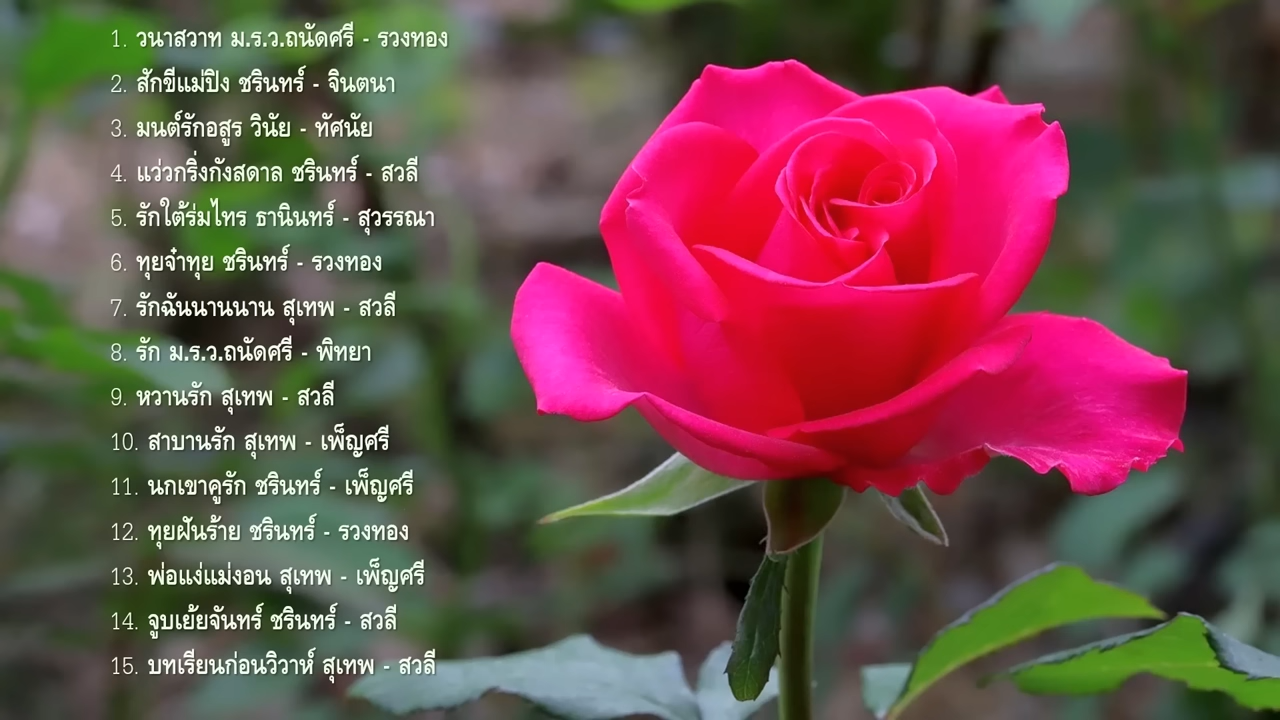 1. วนาสวาท ม.ร.ว.ถนัดศรี - รวงทอง
2. สักขีแม่ปิง ชรินทร์ - จินตนา
3. มนต์รักอสูร วินัย - ทัศนัย
4. แว่วกริ่งกังสดาล ชรินทร์ - สวลี
5. รักใต้ร่มไทร ธานินทร์ - สุวรรณา
6. ทุยจ๋าทุย ชรินทร์ - รวงทอง
7. รักฉันนานนาน สุเทพ - สวลี
8. รัก ม.ร.ว.ถนัดศรี - พิทยา
9. หวานรัก สุเทพ - สวลี
10. สาบานรัก สุเทพ - เพ็ญศรี
11. นกเขาคูรัก ชรินทร์ - เพ็ญศรี
12. ทุยฝันร้าย ชรินทร์ - รวงทอง
13. พ่อแง่แม่งอน สุเทพ - เพ็ญศรี
14. จูบเย้ยจันทร์ ชรินทร์ - สวลี
15. บทเรียนก่อนวิวาห์ สุเทพ - สวลี